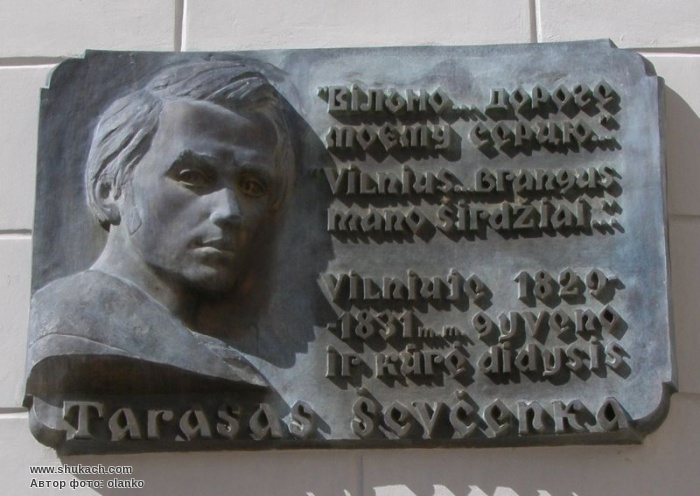 "Вільно... дороге
моєму серцю..."
"Vilnius... brangus
mano širdžiai..."
Vilniuje 1829-
-1831 m.m. gyveno
ir kūrė didysis
Tarasas Ševčenka
www.shukach.com
Автор фото: olanko